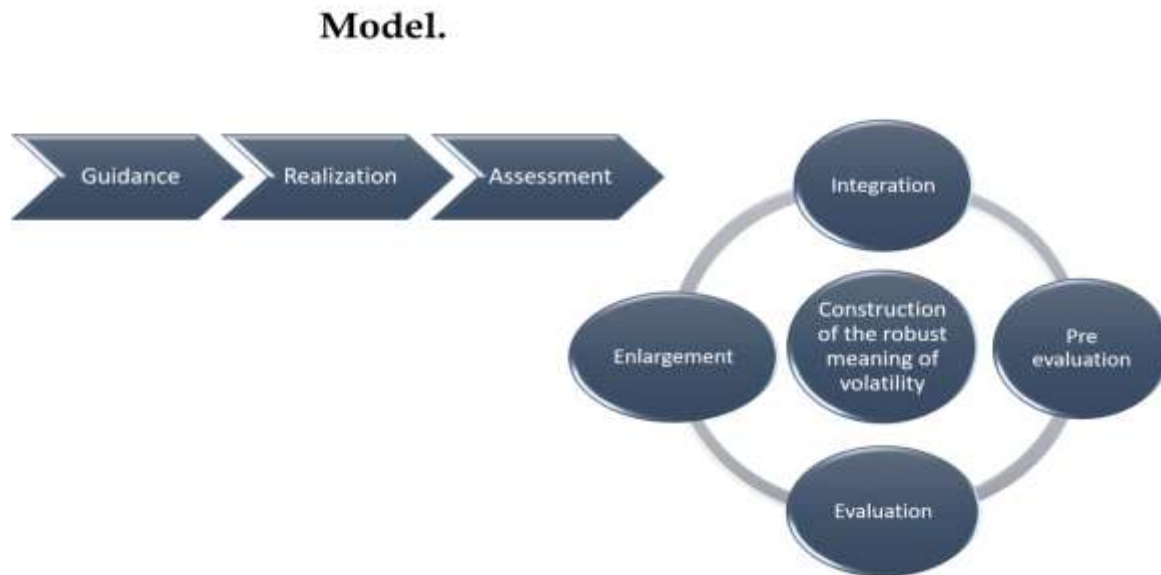 Model.
Guidance
Realization
Assessment
Integration
Enlargement
Construction
of the robust
meaning of
volatility
Pre
evaluation
Evaluation